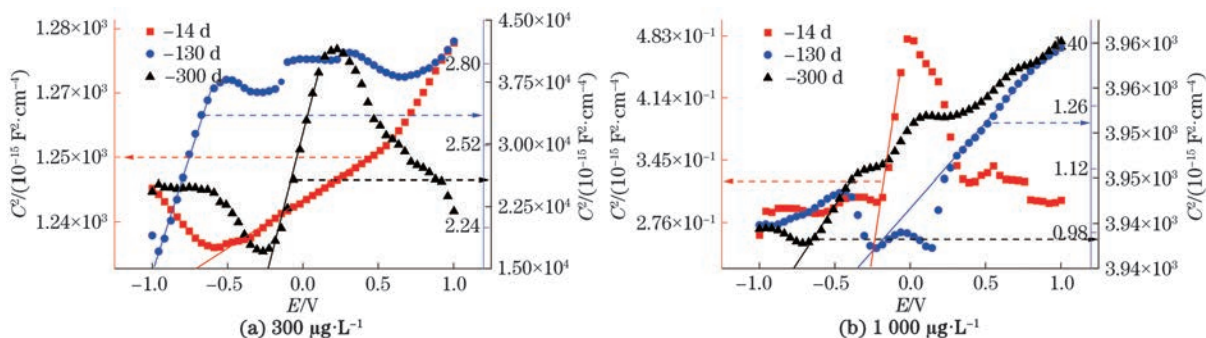 C²/(10⁻¹⁵ F²·cm⁻⁴)
1.28×10³
1.27×10³
1.25×10³
1.24×10³
-14 d
-130 d
-300 d
2.80
2.52
2.24
4.50×10⁴
3.75×10⁴
3.00×10⁴
2.25×10⁴
1.50×10⁴
C²/(10⁻¹⁵ F²·cm⁻⁴)
-1.0 -0.5 0.0 0.5 1.0
E/V
(a) 300 μg·L⁻¹
C²/(10⁻¹⁵ F²·cm⁻⁴)
4.83×10⁻¹
4.14×10⁻¹
3.45×10⁻¹
2.76×10⁻¹
-14 d
-130 d
-300 d
.40
1.26
1.12
0.98
3.96×10³
3.96×10³
3.95×10³
3.95×10³
3.94×10³
3.94×10³
C²/(10⁻¹⁵ F²·cm⁻⁴)
-1.0 -0.5 0.0 0.5 1.0
E/V
(b) 1 000 μg·L⁻¹